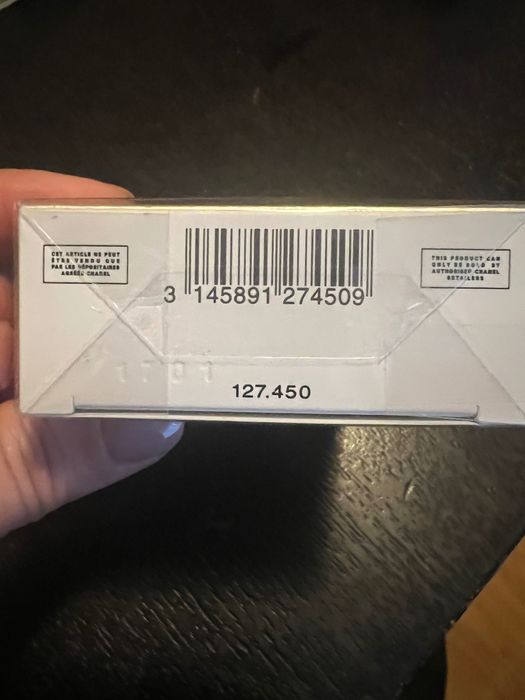 CET ARTICLE NE PEUT
ÊTRE VENDU QUE
PAR LES DÉPOSITAIRES
AGRÉÉS CHANEL
THIS PRODUCT CAN
ONLY BE SOLD BY
AUTHORISED CHANEL
RETAILERS
3 145891 274509
127.450